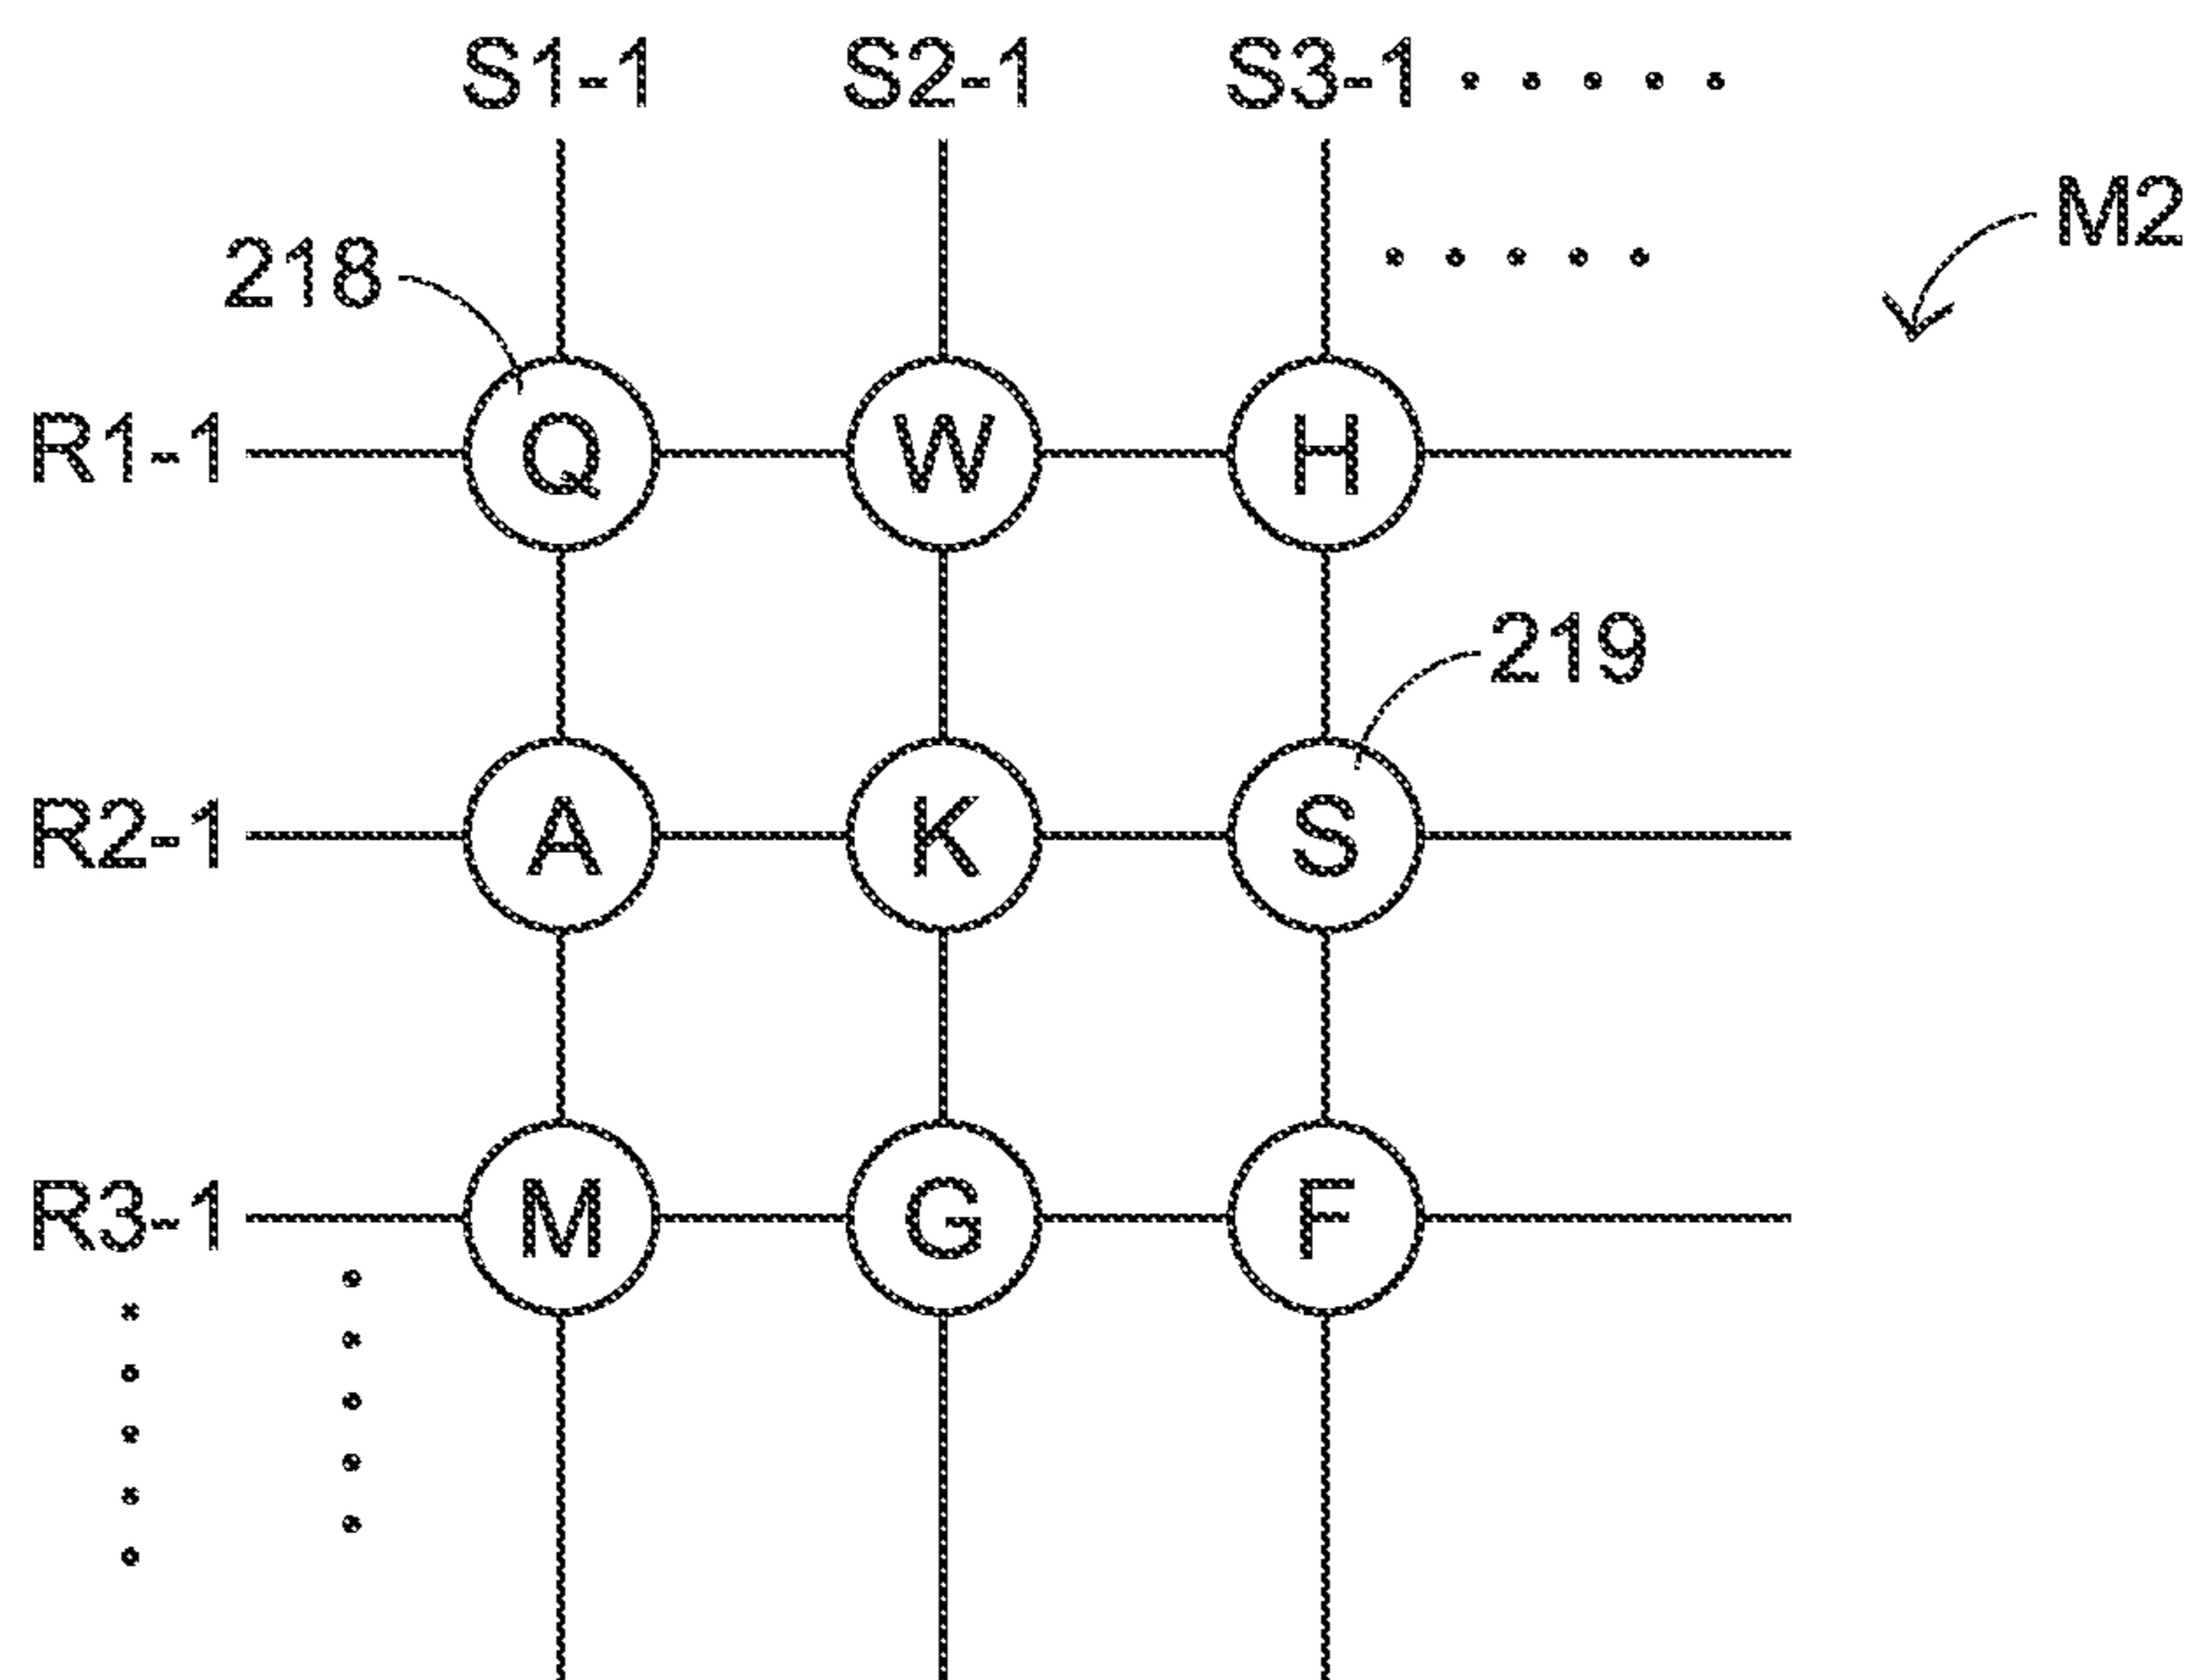 S1-1 S2-1 S3-1 . . . . .
M2
218
. . . . .
R1-1 Q W H
219
R2-1 A K S
R3-1 M G F